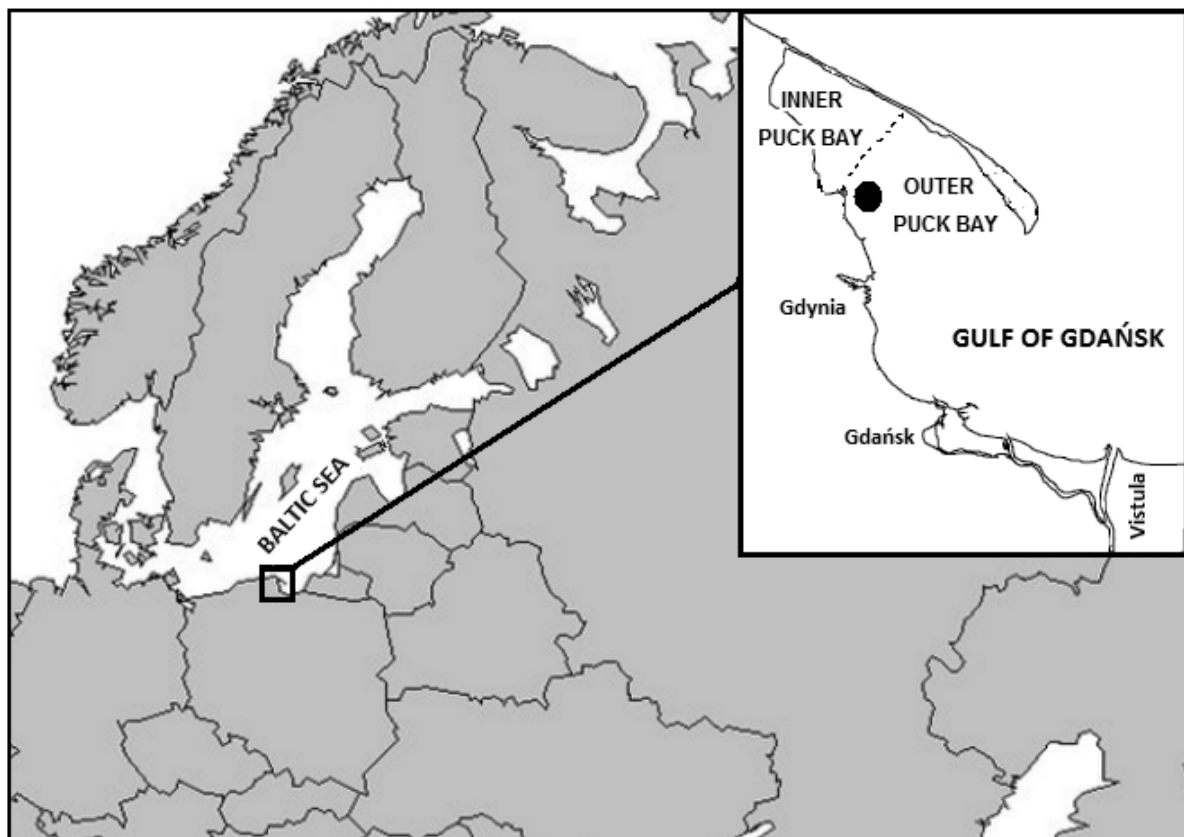 INNER
PUCK BAY
OUTER
PUCK BAY
Gdynia
GULF OF GDAŃSK
Gdańsk
Vistula
BALTIC SEA